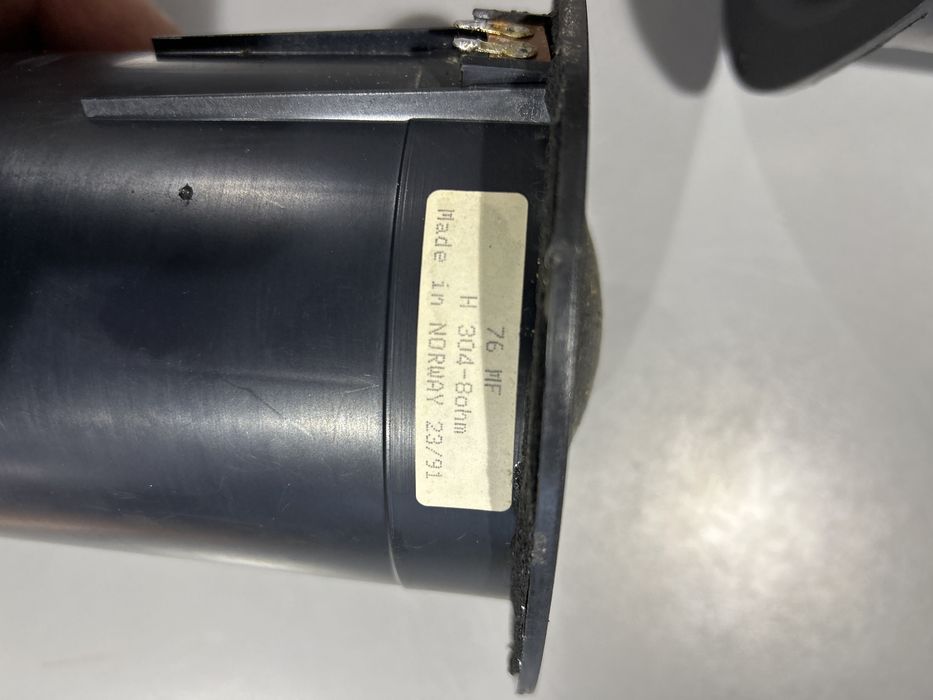 76 MF
H 304-8ohm
Made in NORWAY 23/91